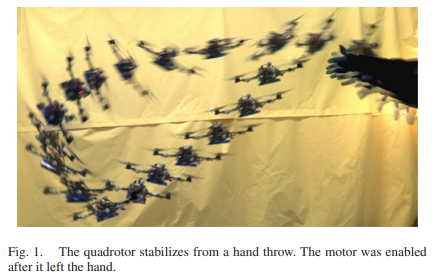 Fig. 1. The quadrotor stabilizes from a hand throw. The motor was enabled
after it left the hand.